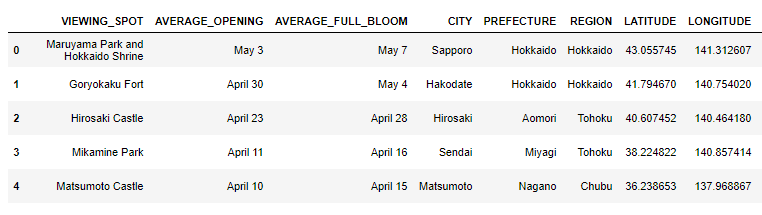 VIEWING_SPOT AVERAGE_OPENING AVERAGE_FULL_BLOOM CITY PREFECTURE REGION LATITUDE LONGITUDE
0 Maruyama Park and Hokkaido Shrine May 3 May 7 Sapporo Hokkaido Hokkaido 43.055745 141.312607
1 Goryokaku Fort April 30 May 4 Hakodate Hokkaido Hokkaido 41.794670 140.754020
2 Hirosaki Castle April 23 April 28 Hirosaki Aomori Tohoku 40.607452 140.464180
3 Mikamine Park April 11 April 16 Sendai Miyagi Tohoku 38.224822 140.857414
4 Matsumoto Castle April 10 April 15 Matsumoto Nagano Chubu 36.238653 137.968867